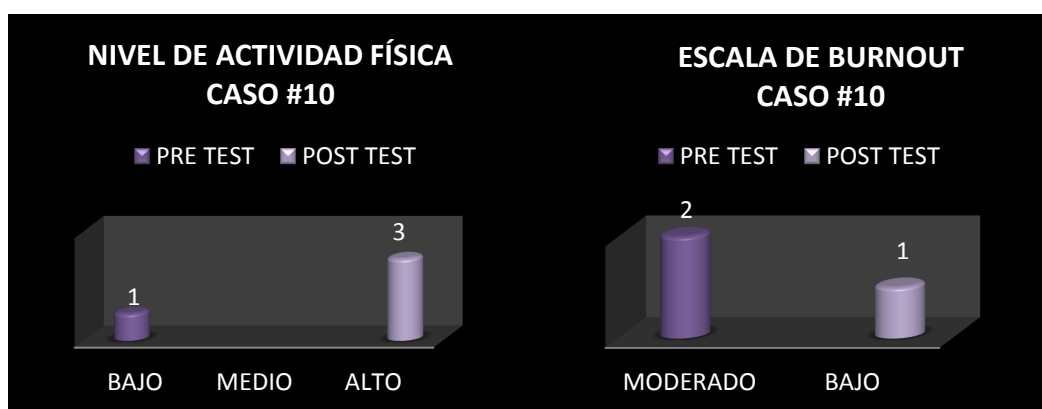 NIVEL DE ACTIVIDAD FÍSICA
CASO #10
PRE TEST POST TEST
1
3
BAJO MEDIO ALTO
ESCALA DE BURNOUT
CASO #10
PRE TEST POST TEST
2
1
MODERADO BAJO